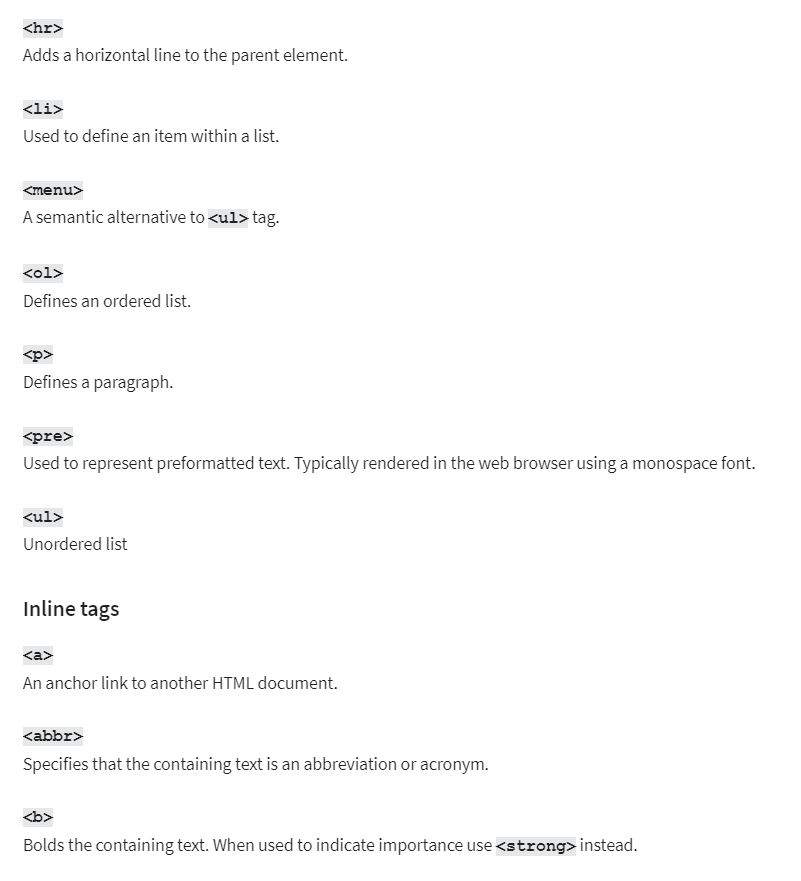 <hr>
Adds a horizontal line to the parent element.
<li>
Used to define an item within a list.
<menu>
A semantic alternative to <ul> tag.
<ol>
Defines an ordered list.
<p>
Defines a paragraph.
<pre>
Used to represent preformatted text. Typically rendered in the web browser using a monospace font.
<ul>
Unordered list
Inline tags
<a>
An anchor link to another HTML document.
<abbr>
Specifies that the containing text is an abbreviation or acronym.
<b>
Bolds the containing text. When used to indicate importance use <strong> instead.